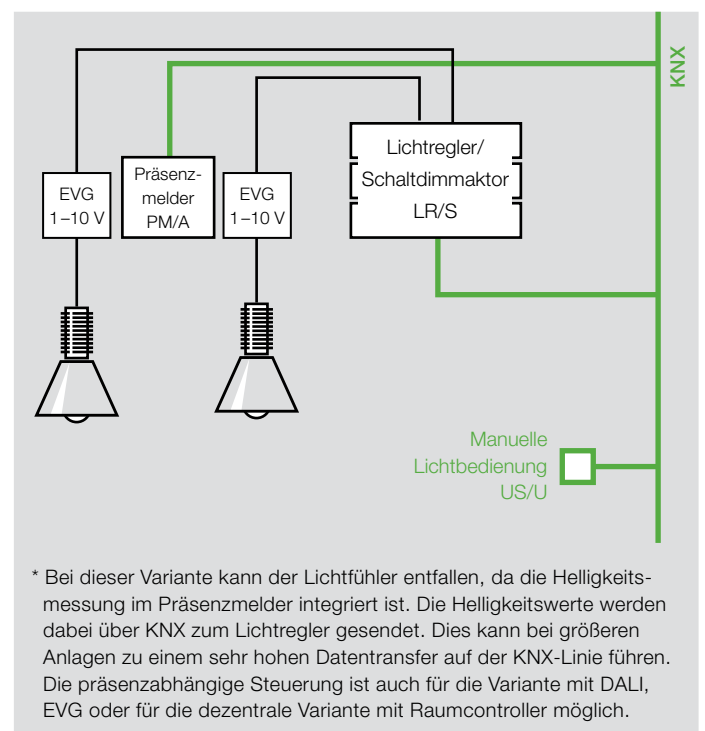 KNX
Lichtregler/
Schaltdimmaktor
LR/S
Präsenz-
melder
PM/A
EVG
1–10 V
EVG
1–10 V
Manuelle
Lichtbedienung
US/U
* Bei dieser Variante kann der Lichtfühler entfallen, da die Helligkeits-
messung im Präsenzmelder integriert ist. Die Helligkeitswerte werden
dabei über KNX zum Lichtregler gesendet. Dies kann bei größeren
Anlagen zu einem sehr hohen Datentransfer auf der KNX-Linie führen.
Die präsenzabhängige Steuerung ist auch für die Variante mit DALI,
EVG oder für die dezentrale Variante mit Raumcontroller möglich.